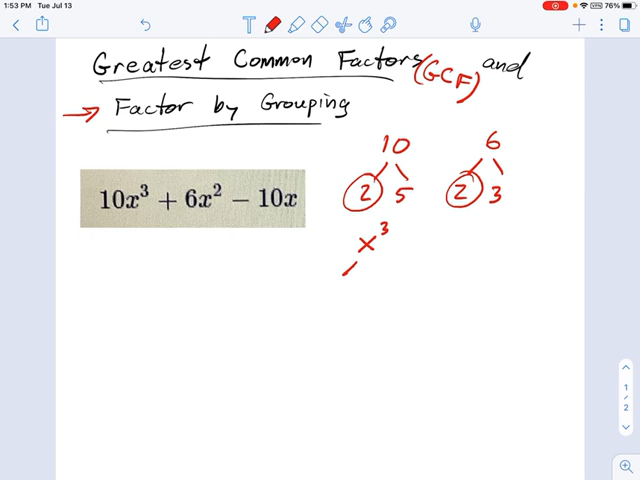 1:53 PM Tue Jul 13 VPN 76%
Greatest Common Factors (GCF) and
→ Factor by Grouping
10 6
2 5 2 3
10x³ + 6x² − 10x
x³
1
/
2